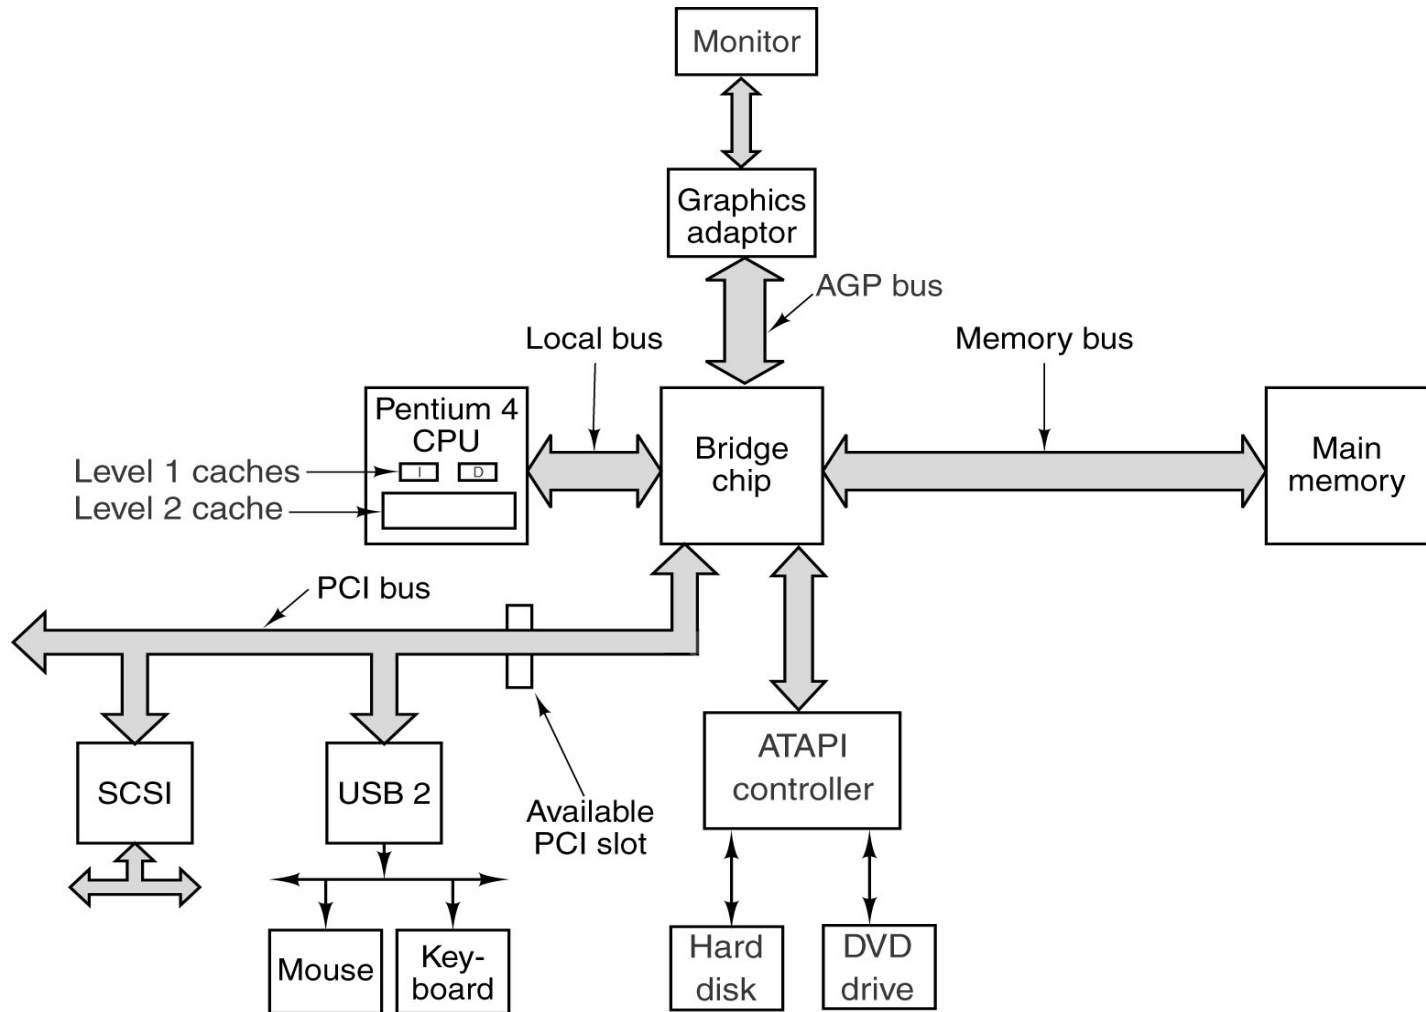 Monitor
Graphics
adaptor
AGP bus
Local bus
Memory bus
Pentium 4
CPU
Level 1 caches
I
D
Level 2 cache
Bridge
chip
Main
memory
PCI bus
SCSI
USB 2
Available
PCI slot
ATAPI
controller
Mouse
Key-
board
Hard
disk
DVD
drive